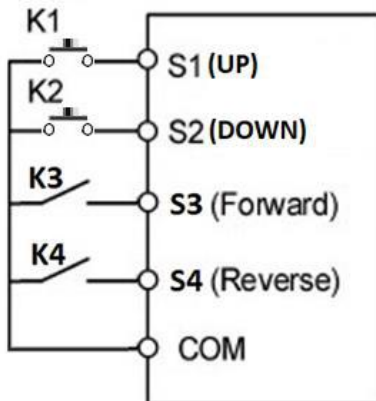 K1
S1 (UP)
K2
S2 (DOWN)
K3
S3 (Forward)
K4
S4 (Reverse)
COM